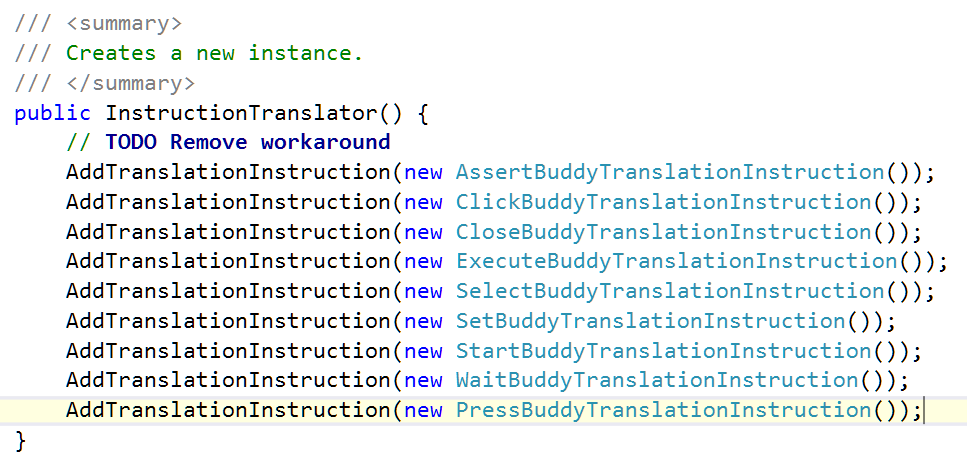 /// <summary>
/// Creates a new instance.
/// </summary>
public InstructionTranslator() {
    // TODO Remove workaround
    AddTranslationInstruction(new AssertBuddyTranslationInstruction());
    AddTranslationInstruction(new ClickBuddyTranslationInstruction());
    AddTranslationInstruction(new CloseBuddyTranslationInstruction());
    AddTranslationInstruction(new ExecuteBuddyTranslationInstruction());
    AddTranslationInstruction(new SelectBuddyTranslationInstruction());
    AddTranslationInstruction(new SetBuddyTranslationInstruction());
    AddTranslationInstruction(new StartBuddyTranslationInstruction());
    AddTranslationInstruction(new WaitBuddyTranslationInstruction());
    AddTranslationInstruction(new PressBuddyTranslationInstruction());
}